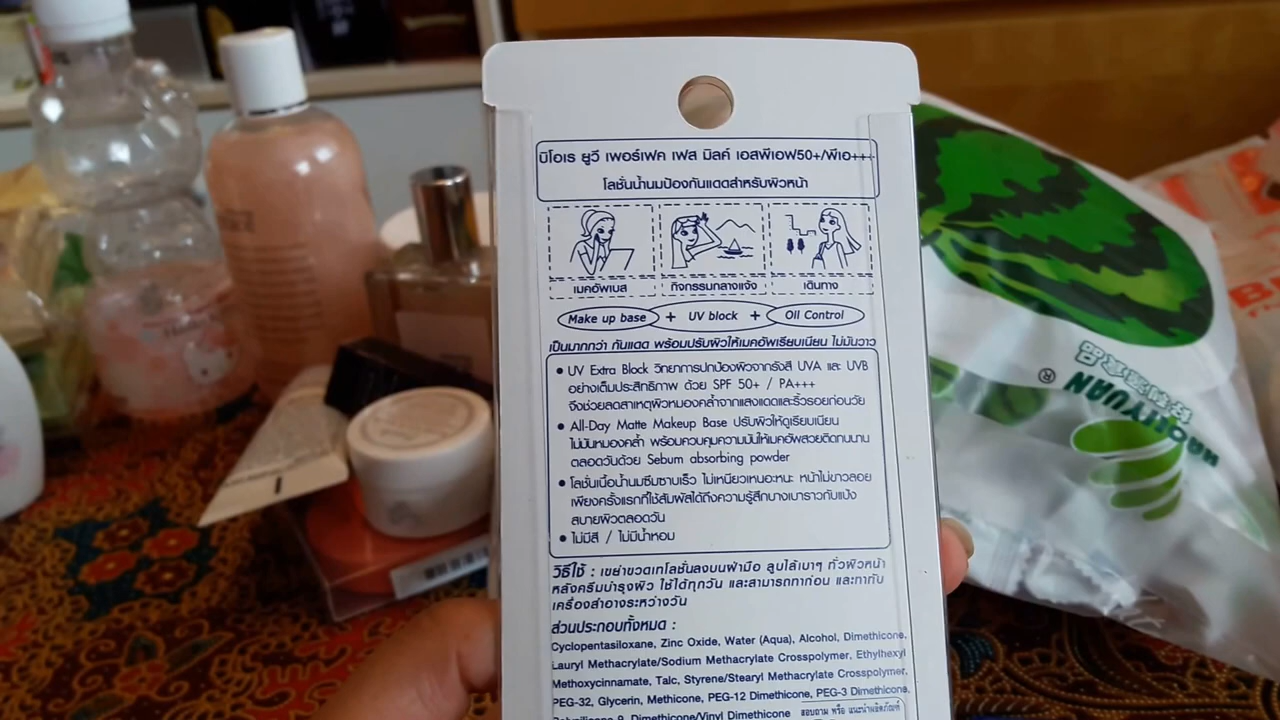 บิโอเร ยูวี เพอร์เฟค เฟส มิลค์ เอสพีเอฟ50+/พีเอ+++
โลชั่นน้ำนมป้องกันแดดสำหรับผิวหน้า
เมคอัพเบส กิจกรรมกลางแจ้ง เดินทาง
Make up base + UV block + Oil Control
เป็นมากกว่า กันแดด พร้อมปรับผิวให้เมคอัพเรียบเนียน ไม่มันวาว
● UV Extra Block วิทยาการปกป้องผิวจากรังสี UVA และ UVB
อย่างเต็มประสิทธิภาพ ด้วย SPF 50+ / PA+++
จึงช่วยลดสาเหตุผิวหมองคล้ำจากแสงแดดและริ้วรอยก่อนวัย
● All-Day Matte Makeup Base ปรับผิวให้ดูเรียบเนียน
ไม่มันหมองคล้ำ พร้อมควบคุมความมันให้เมคอัพสวยติดทนนาน
ตลอดวันด้วย Sebum absorbing powder
● โลชั่นเนื้อน้ำนมซึมซาบเร็ว ไม่เหนียวเหนอะหนะ หน้าไม่ขาวลอย
เพียงครั้งแรกที่ใช้สัมผัสได้ถึงความรู้สึกบางเบาราวกับแป้ง
สบายผิวตลอดวัน
● ไม่มีสี / ไม่มีน้ำหอม
วิธีใช้ : เขย่าขวดเทโลชั่นลงบนฝ่ามือ ลูบไล้เบาๆ ทั่วผิวหน้า
หลังครีมบำรุงผิว ใช้ได้ทุกวัน และสามารถทาก่อน และทาทับ
เครื่องสำอางระหว่างวัน
ส่วนประกอบทั้งหมด :
Cyclopentasiloxane, Zinc Oxide, Water (Aqua), Alcohol, Dimethicone,
Lauryl Methacrylate/Sodium Methacrylate Crosspolymer, Ethylhexyl
Methoxycinnamate, Talc, Styrene/Stearyl Methacrylate Crosspolymer,
PEG-32, Glycerin, Methicone, PEG-12 Dimethicone, PEG-3 Dimethicone,
Polysilicone-9, Dimethicone/Vinyl Dimethicone
สอบถาม หรือ แนะนำผลิตภัณฑ์
HAOLIYUAN
®